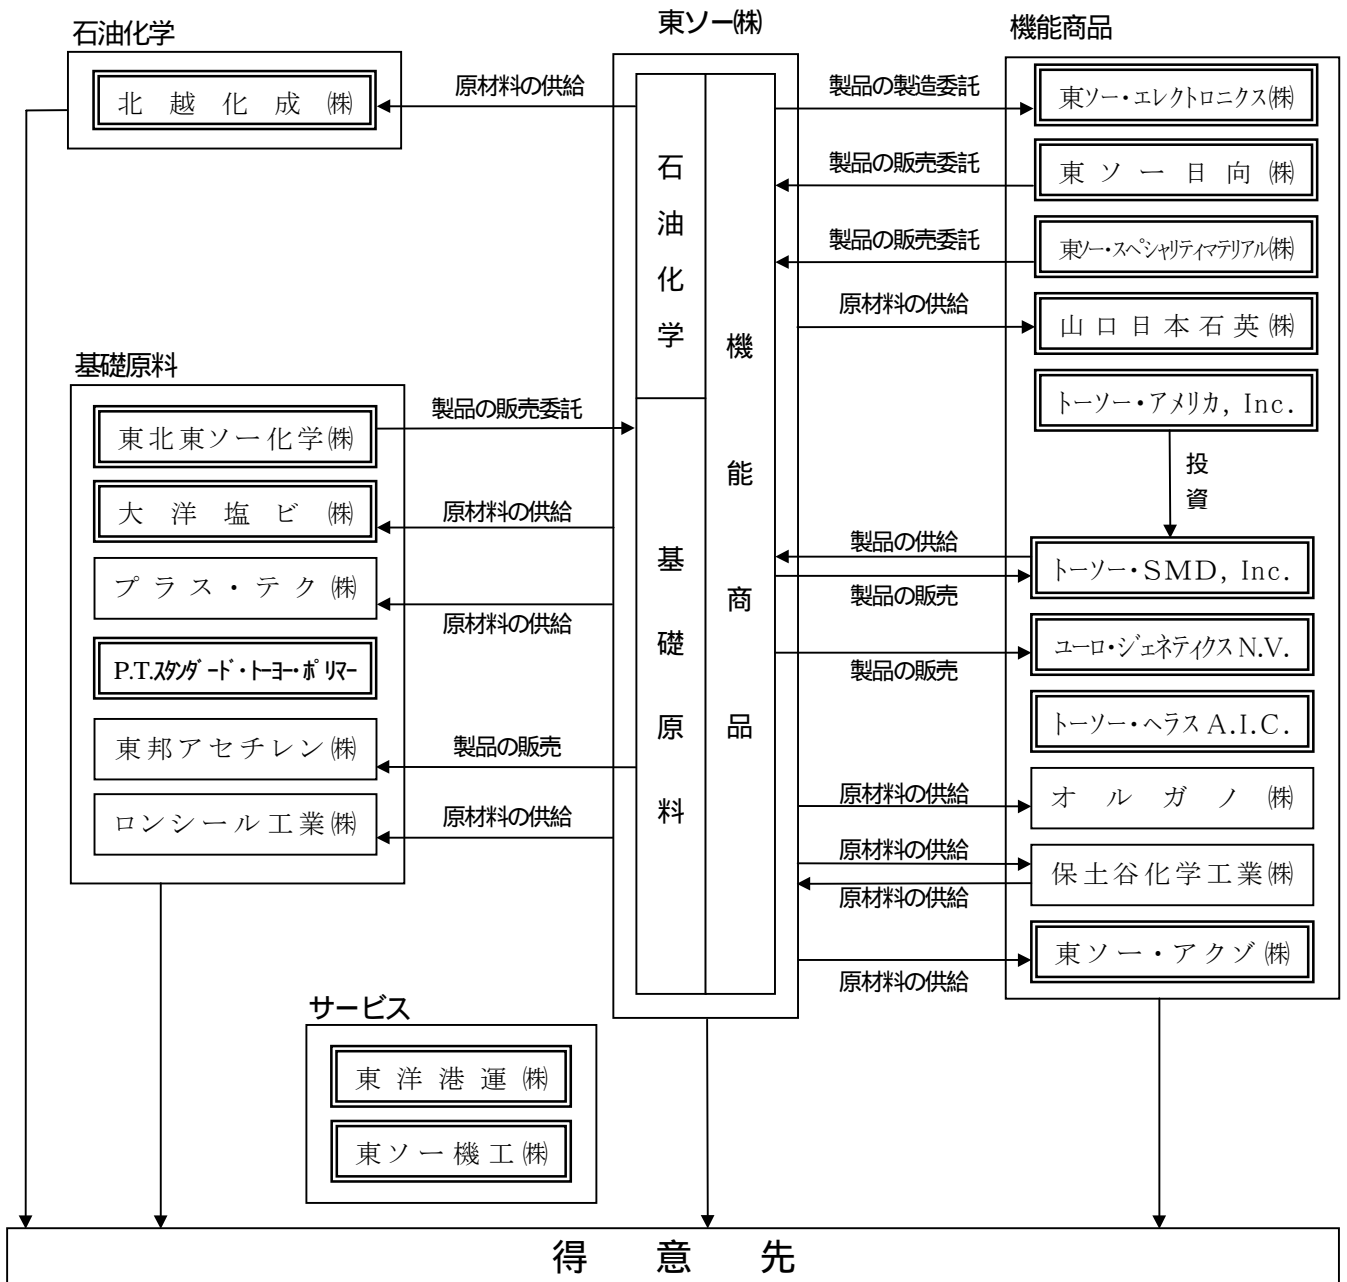 石油化学
東ソー㈱
機能商品
北越化成㈱
原材料の供給
製品の製造委託
東ソー・エレクトロニクス㈱
製品の販売委託
東ソー日向㈱
製品の販売委託
東ソー・スペシャリティマテリアル㈱
原材料の供給
山口日本石英㈱
トーソー・アメリカ, Inc.
投資
石油化学
機能商品
基礎原料
基礎原料
東北東ソー化学㈱
製品の販売委託
大洋塩ビ㈱
原材料の供給
プラス・テク㈱
原材料の供給
P.T.スタンダード・トーヨーポリマー
東邦アセチレン㈱
製品の販売
ロンシール工業㈱
原材料の供給
製品の供給
トーソー・SMD, Inc.
製品の販売
ユーロ・ジェネティクス N.V.
製品の販売
トーソー・ヘラス A.I.C.
原材料の供給
オルガノ㈱
原材料の供給
保土谷化学工業㈱
原材料の供給
東ソー・アクゾ㈱
原材料の供給
サービス
東洋港運㈱
東ソー機工㈱
得意先